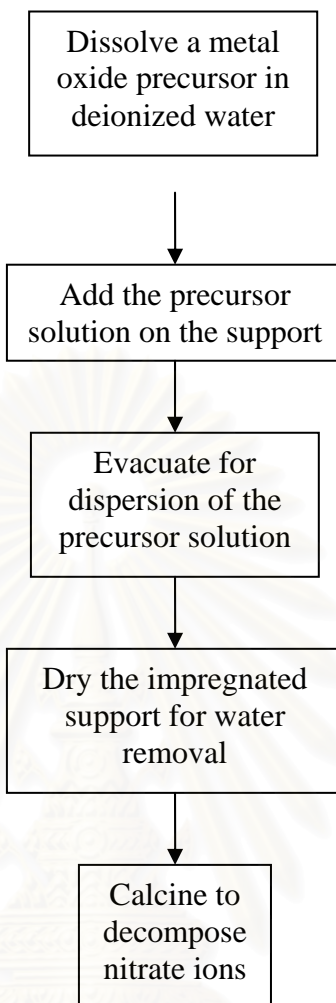 Dissolve a metal
oxide precursor in
deionized water
Add the precursor
solution on the support
Evacuate for
dispersion of the
precursor solution
Dry the impregnated
support for water
removal
Calcine to
decompose
nitrate ions